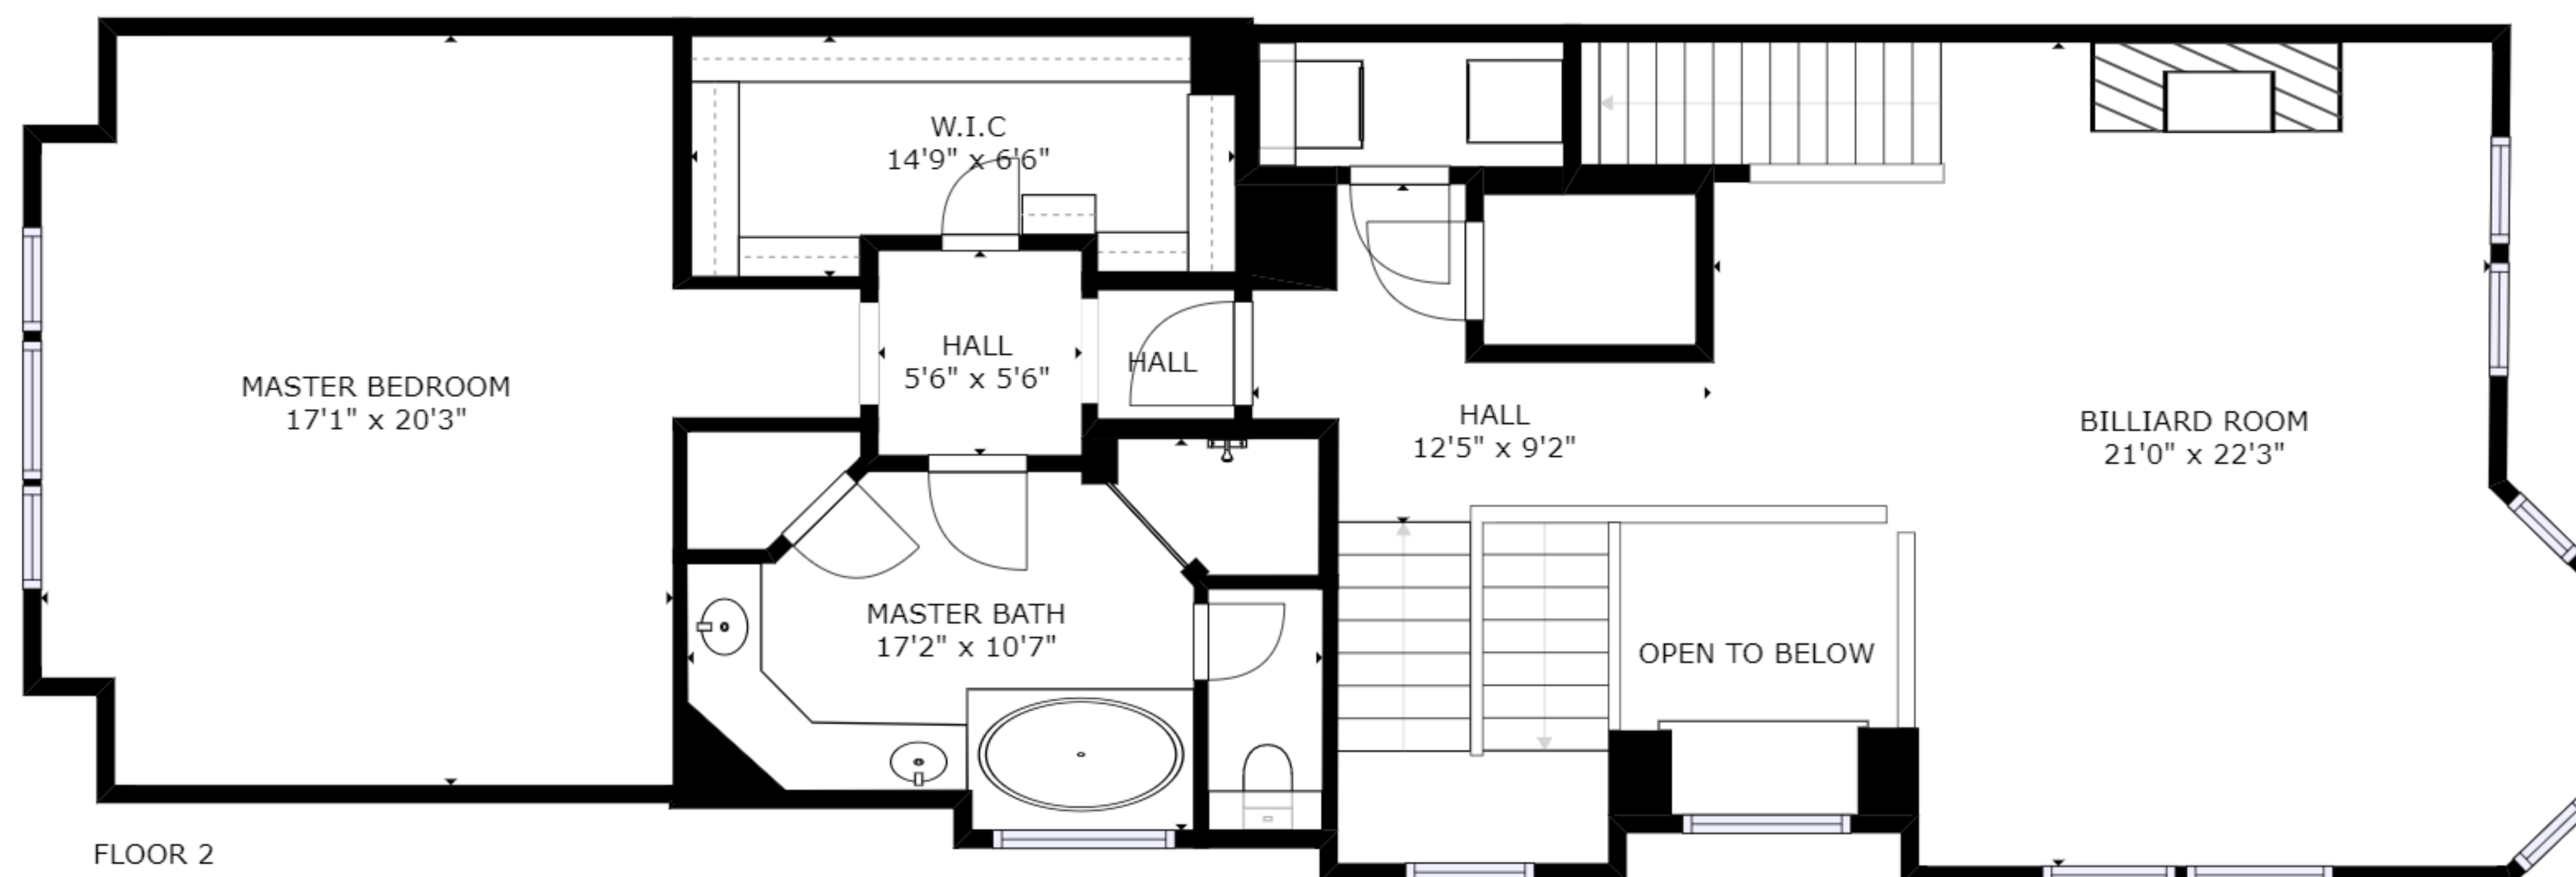 W.I.C
14'9" x 6'6"
HALL
5'6" x 5'6"
HALL
MASTER BEDROOM
17'1" x 20'3"
HALL
12'5" x 9'2"
BILLIARD ROOM
21'0" x 22'3"
MASTER BATH
17'2" x 10'7"
OPEN TO BELOW
FLOOR 2